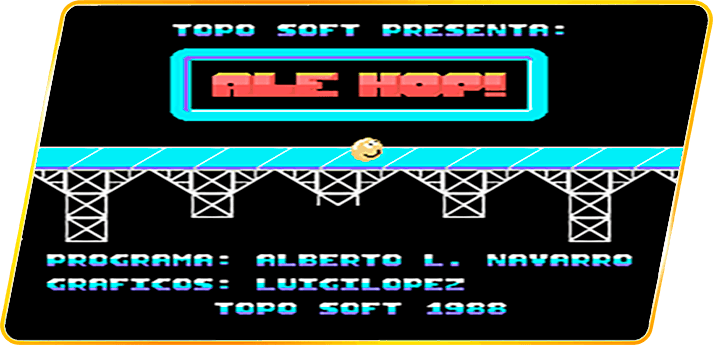 TOPO SOFT PRESENTA:
ALE HOP!
PROGRAMA: ALBERTO L. NAVARRO
GRAFICOS: LUIGILOPEZ
TOPO SOFT 1988